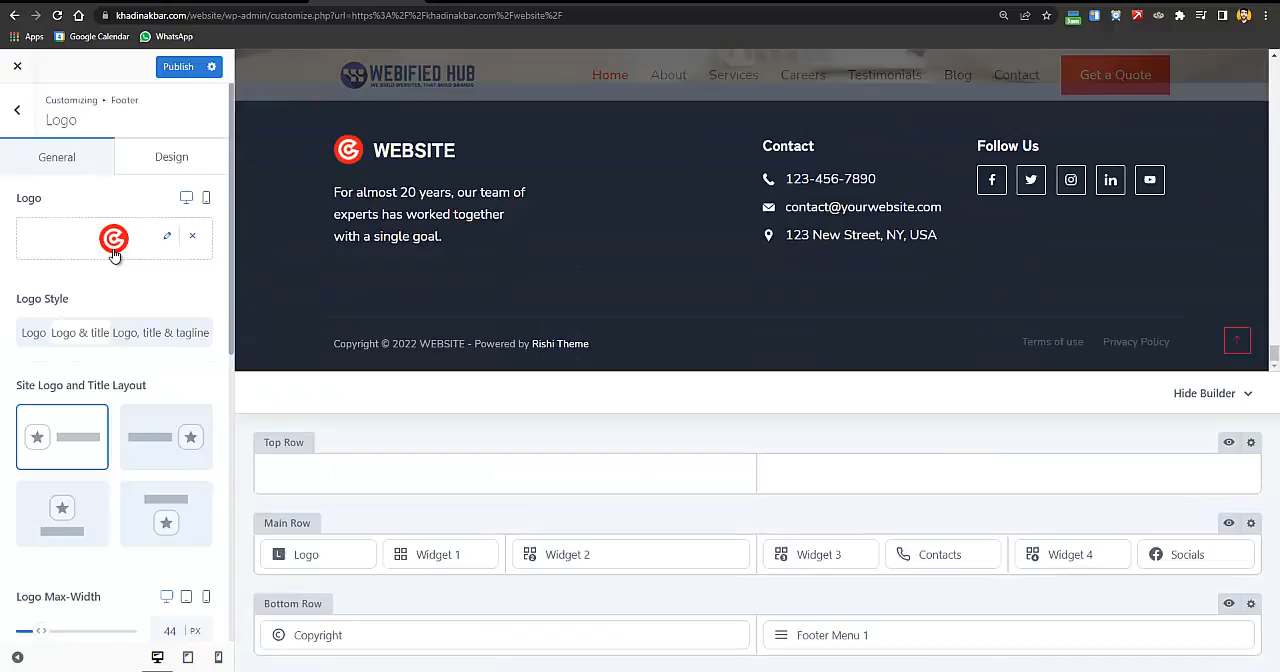 khadinakbar.com/website/wp-admin/customize.php?url=https%3A%2F%2Fkhadinakbar.com%2Fwebsite%2F
Apps Google Calendar WhatsApp
Publish
Customizing ▸ Footer
Logo
General Design
Logo
Logo Style
Logo Logo & title Logo, title & tagline
Site Logo and Title Layout
Logo Max-Width
44 PX
WEBIFIED HUB
WE BUILD WEBSITES, THAT BUILD BRANDS
Home About Services Careers Testimonials Blog Contact Get a Quote
WEBSITE
For almost 20 years, our team of
experts has worked together
with a single goal.
Contact
123-456-7890
contact@yourwebsite.com
123 New Street, NY, USA
Follow Us
Copyright © 2022 WEBSITE - Powered by Rishi Theme
Terms of use Privacy Policy
Hide Builder
Top Row
Main Row
Logo Widget 1 Widget 2 Widget 3 Contacts Widget 4 Socials
Bottom Row
Copyright Footer Menu 1